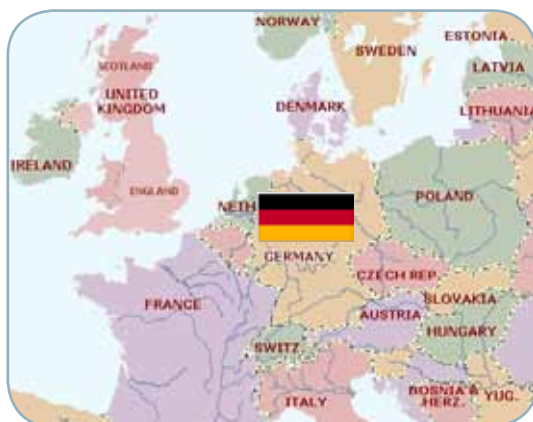 NORWAY
SWEDEN
ESTONIA.
LATVIA
SCOTLAND
UNITED
KINGDOM
DENMARK
LITHUANIA
IRELAND
ENGLAND
NETH
POLAND
GERMANY
CZECH REP.
FRANCE
SLOVAKIA
AUSTRIA
HUNGARY
SWITZ
ITALY
BOSNIA &
HERZ.
YUG.